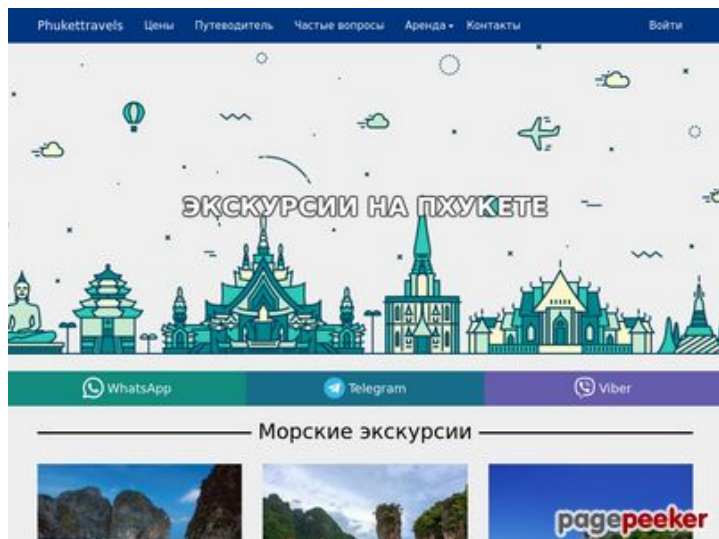 Phukettravels Цены Путеводитель Частые вопросы Аренда Контакты Войти
ЭКСКУРСИИ НА ПХУКЕТЕ
WhatsApp Telegram Viber
Морские экскурсии
pagepeeker